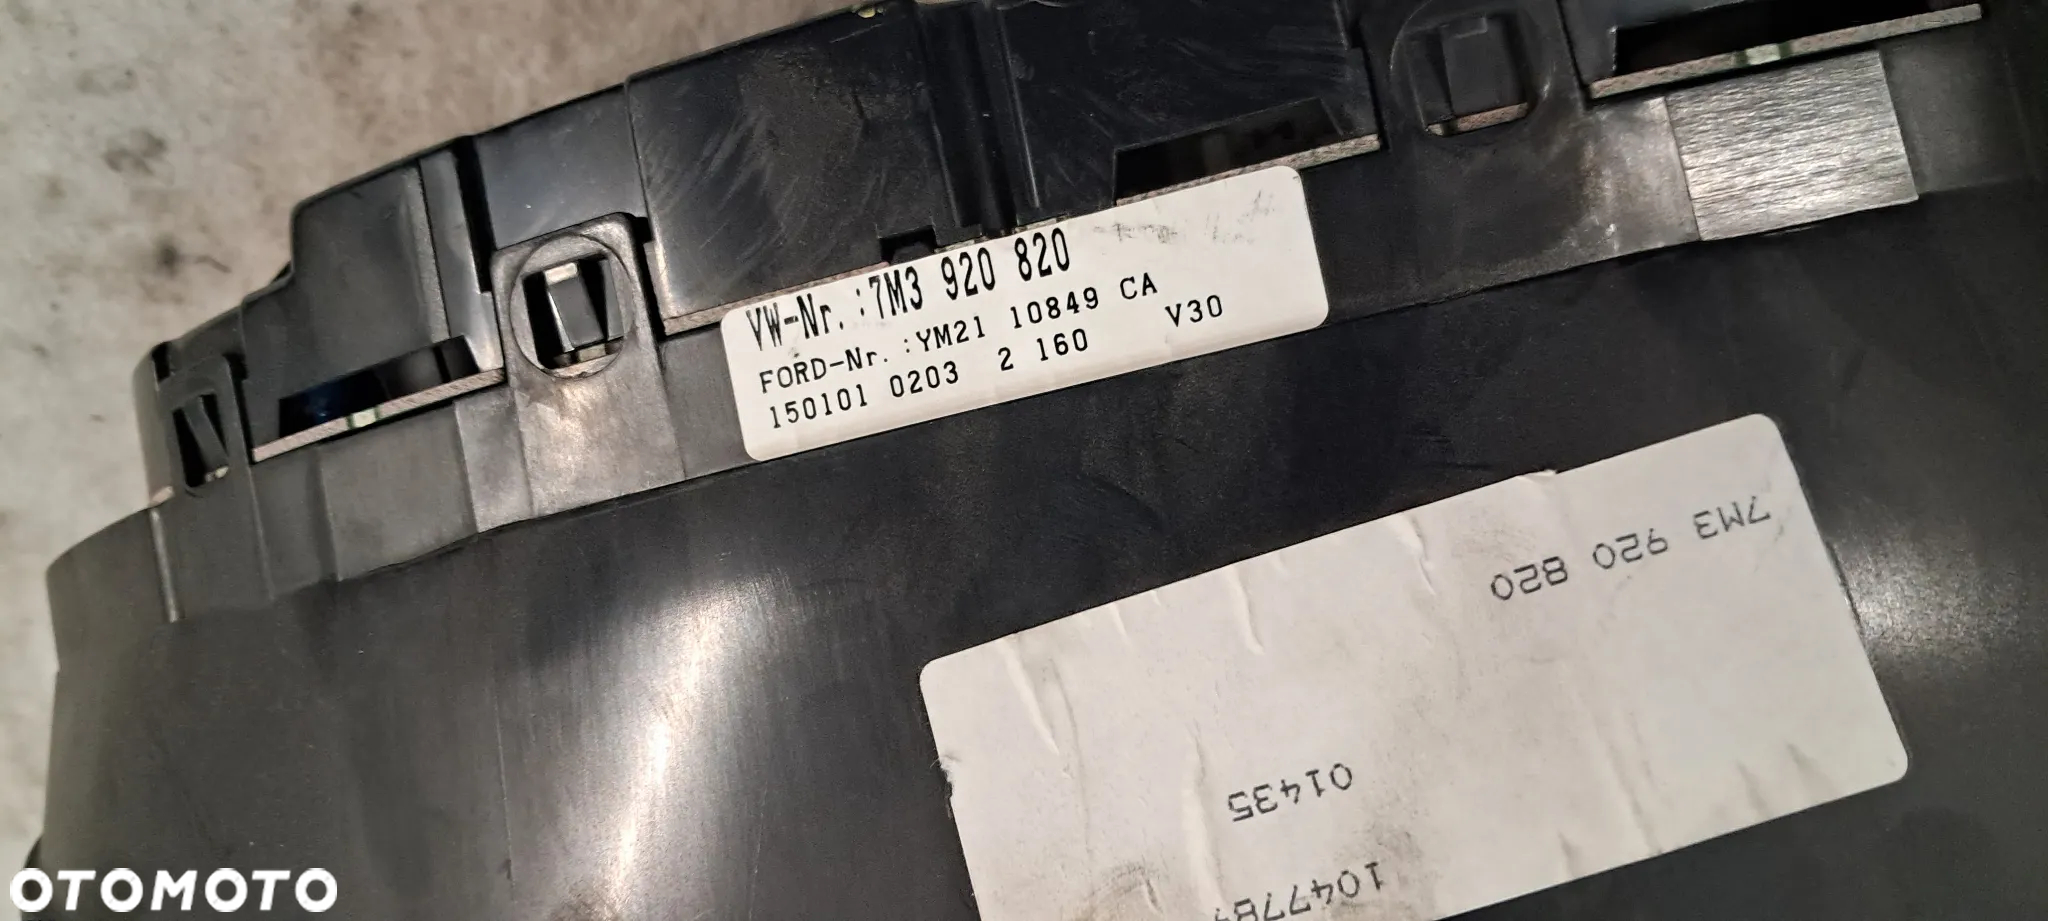 VW-Nr. :7M3 920 820
FORD-Nr. :YM21 10849 CA
150101 0203 2 160 V30
7M3 920 820
01435
OTOMOTO